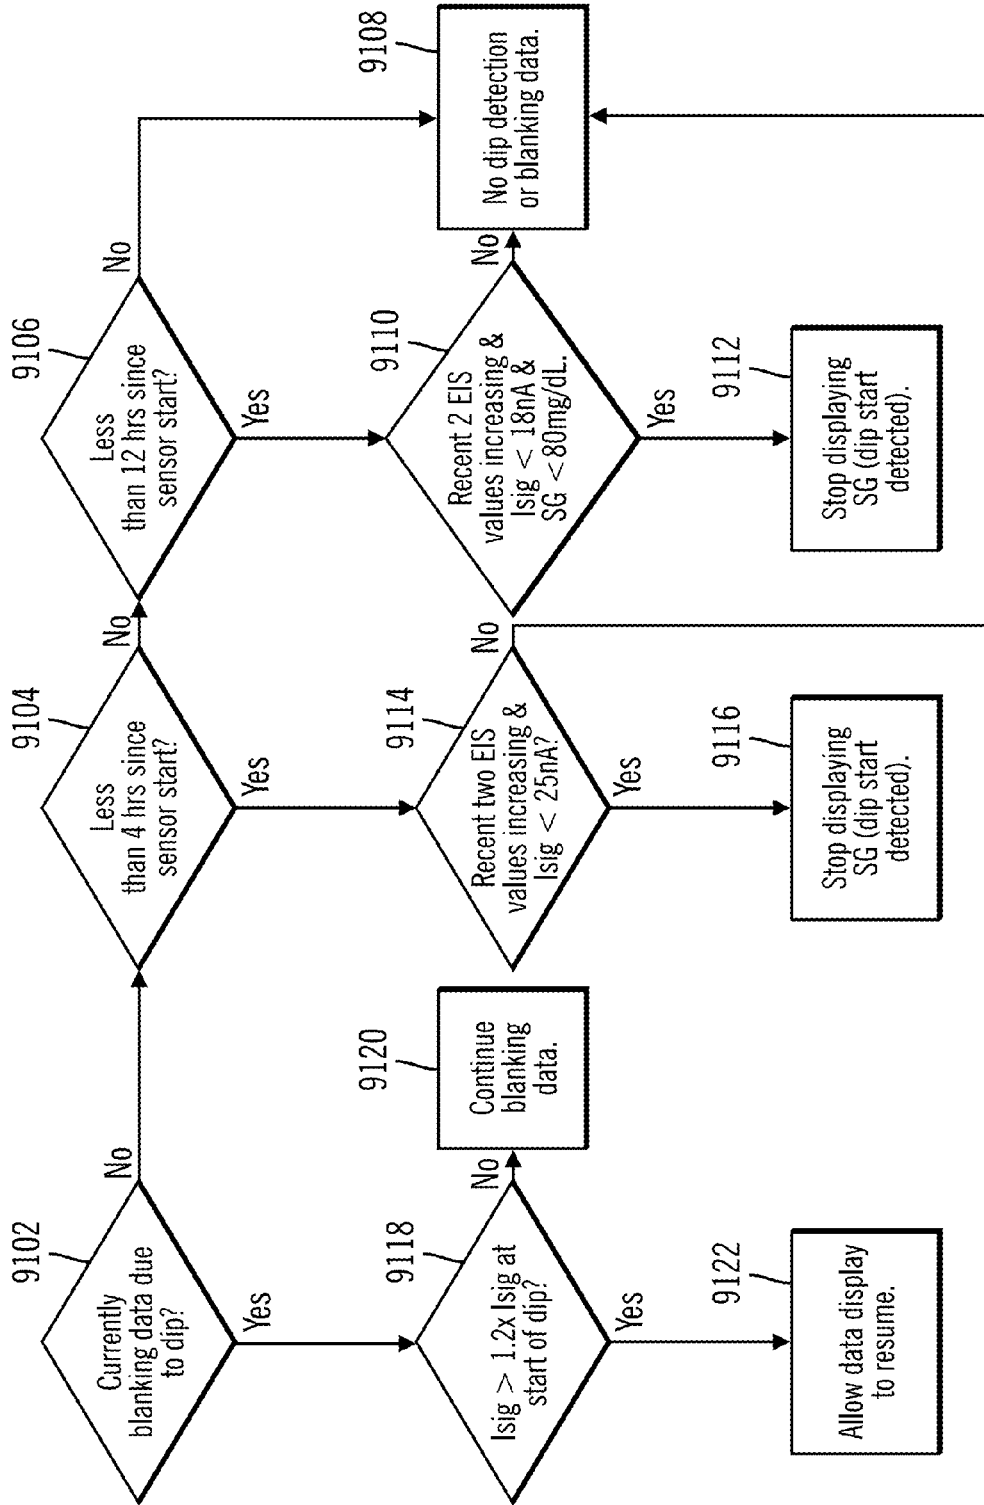 9102
Currently
blanking data due
to dip?
No
Yes
9104
Less
than 4 hrs since
sensor start?
No
Yes
9106
Less
than 12 hrs since
sensor start?
No
Yes
9118
Isig > 1.2x Isig at
start of dip?
No
Yes
9120
Continue
blanking
data.
9114
Recent two EIS
values increasing &
Isig < 25nA?
No
Yes
9110
Recent 2 EIS
values increasing &
Isig < 18nA &
SG < 80mg/dL.
No
Yes
9108
No dip detection
or blanking data.
9122
Allow data display
to resume.
9116
Stop displaying
SG (dip start
detected).
9112
Stop displaying
SG (dip start
detected).